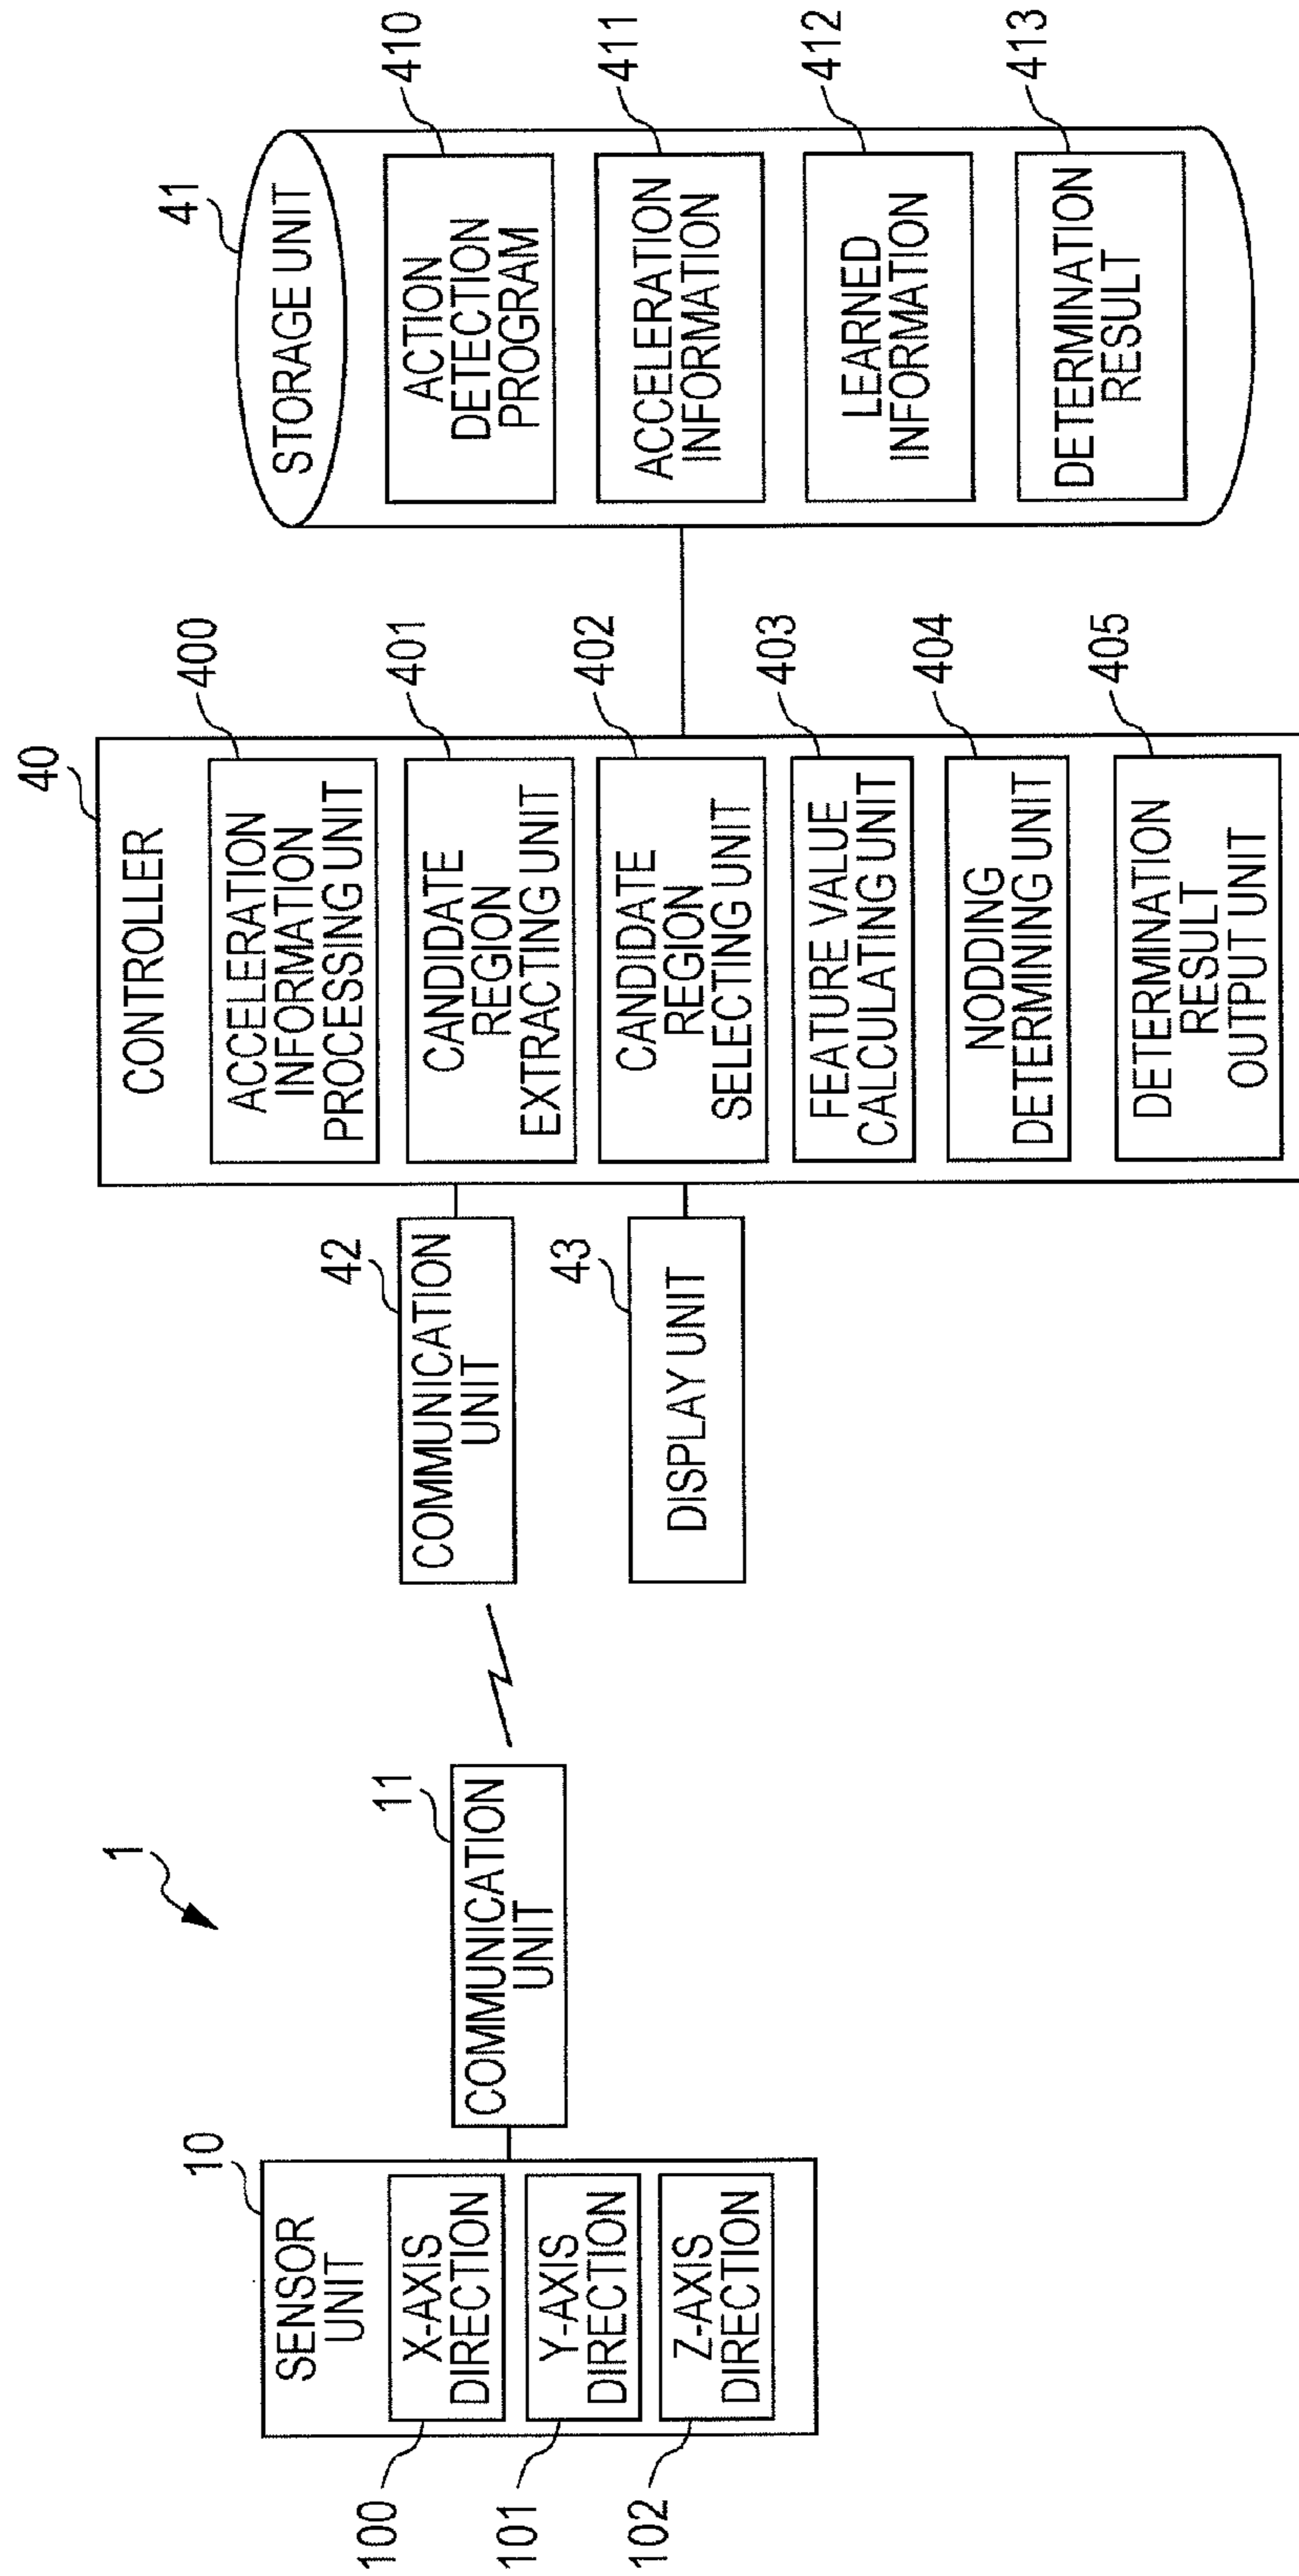 1
10
SENSOR
UNIT
100
X-AXIS
DIRECTION
101
Y-AXIS
DIRECTION
102
Z-AXIS
DIRECTION
11
COMMUNICATION
UNIT
42
COMMUNICATION
UNIT
43
DISPLAY UNIT
40
CONTROLLER
400
ACCELERATION
INFORMATION
PROCESSING UNIT
401
CANDIDATE
REGION
EXTRACTING UNIT
402
CANDIDATE
REGION
SELECTING UNIT
403
FEATURE VALUE
CALCULATING UNIT
404
NODDING
DETERMINING UNIT
405
DETERMINATION
RESULT
OUTPUT UNIT
41
STORAGE UNIT
410
ACTION
DETECTION
PROGRAM
411
ACCELERATION
INFORMATION
412
LEARNED
INFORMATION
413
DETERMINATION
RESULT